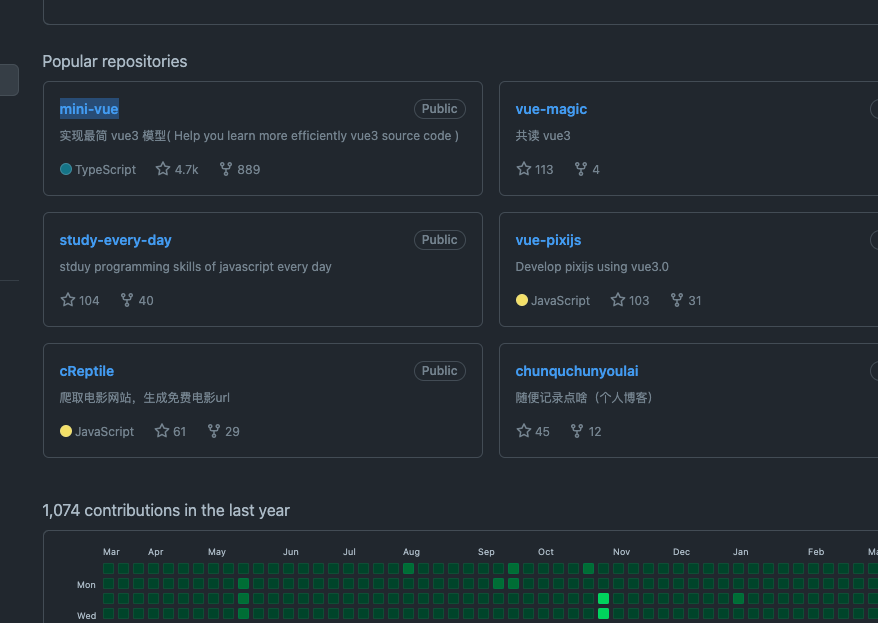 Popular repositories
mini-vue
Public
实现最简 vue3 模型( Help you learn more efficiently vue3 source code )
TypeScript 4.7k 889
vue-magic
共读 vue3
113 4
study-every-day
Public
stduy programming skills of javascript every day
104 40
vue-pixijs
Develop pixijs using vue3.0
JavaScript 103 31
cReptile
Public
爬取电影网站，生成免费电影url
JavaScript 61 29
chunquchunyoulai
随便记录点啥（个人博客）
45 12
1,074 contributions in the last year
Mar Apr May Jun Jul Aug Sep Oct Nov Dec Jan Feb
Mon
Wed